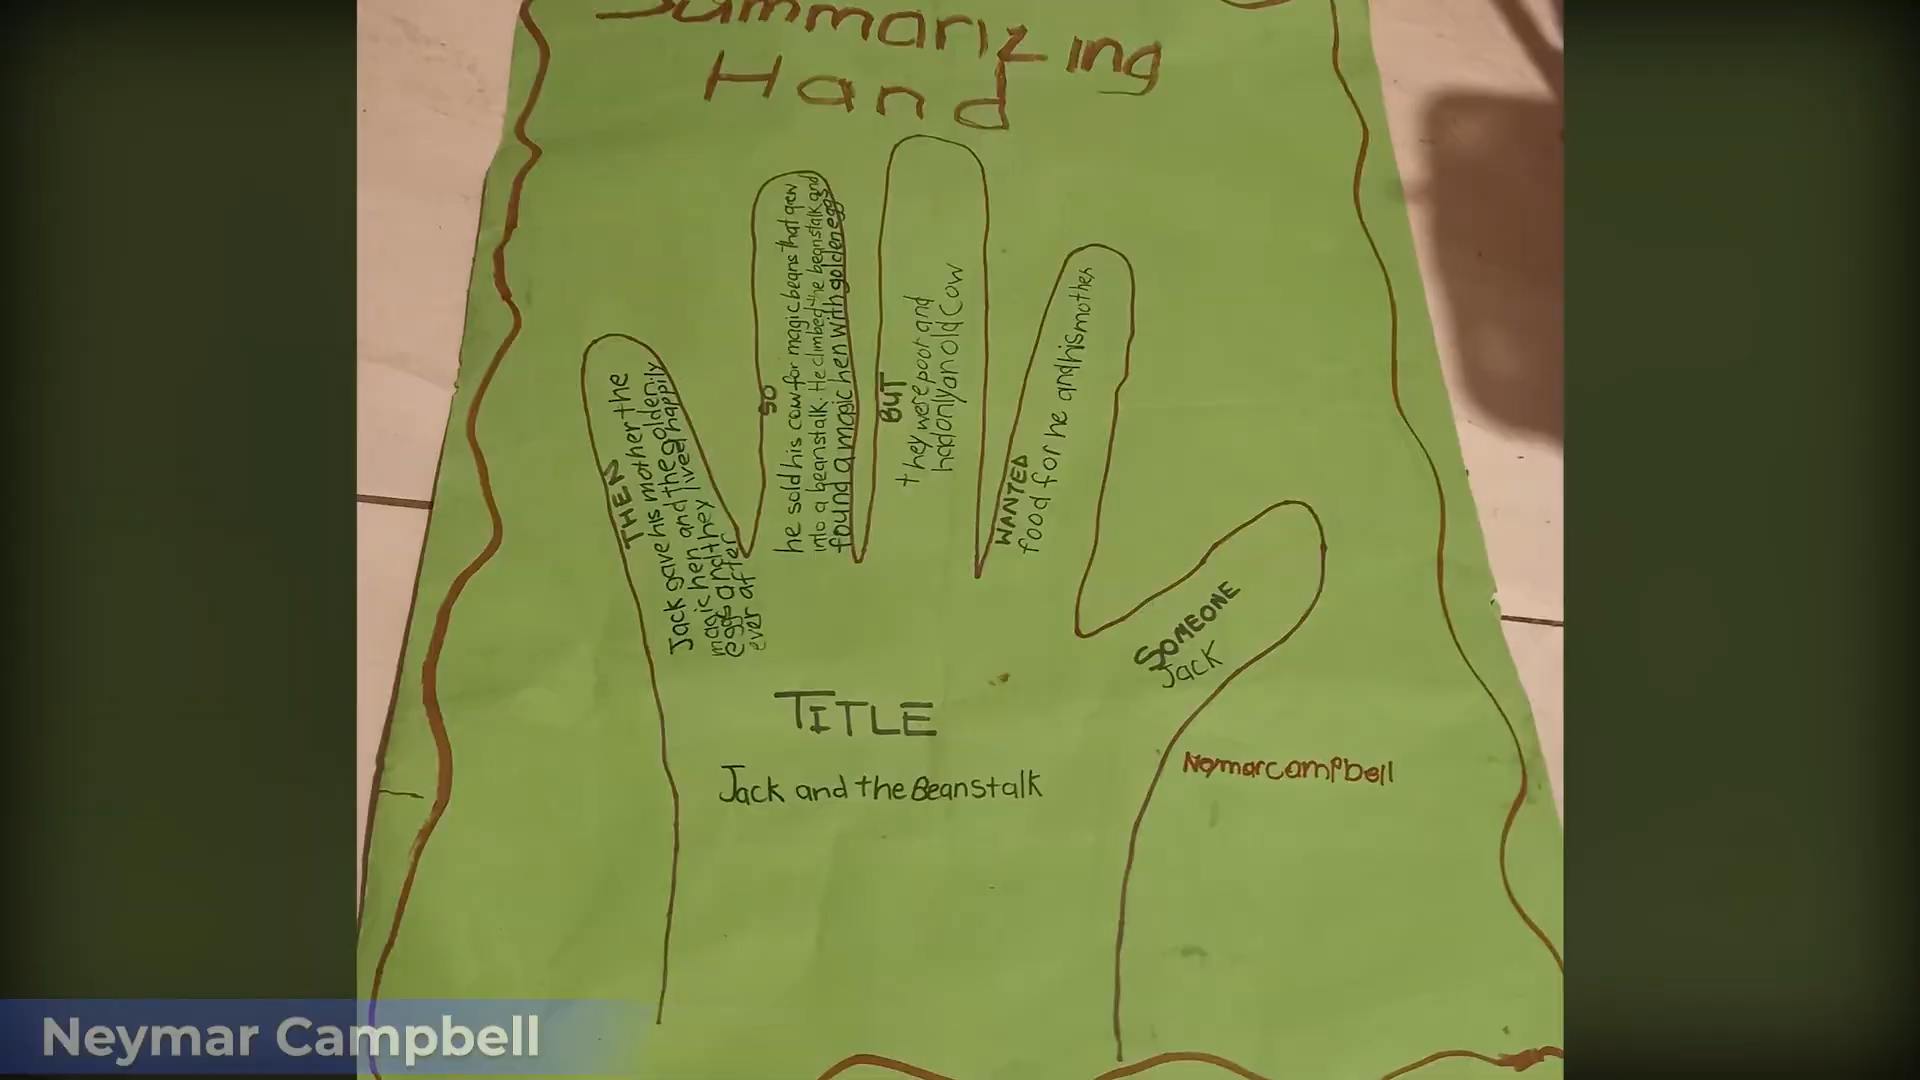 Summarizing
Hand
SOMEONE
Jack
WANTED
food for he and his mother
BUT
they were poor and
had only an old cow
SO
he sold his cow for magic beans that grew
into a beanstalk. He climbed the beanstalk and
found a magic hen with golden eggs
THEN
Jack gave his mother the
magic hen and the golden
eggs and they lived happily
ever after
TITLE
Jack and the Beanstalk
Neymar campbell
Neymar Campbell